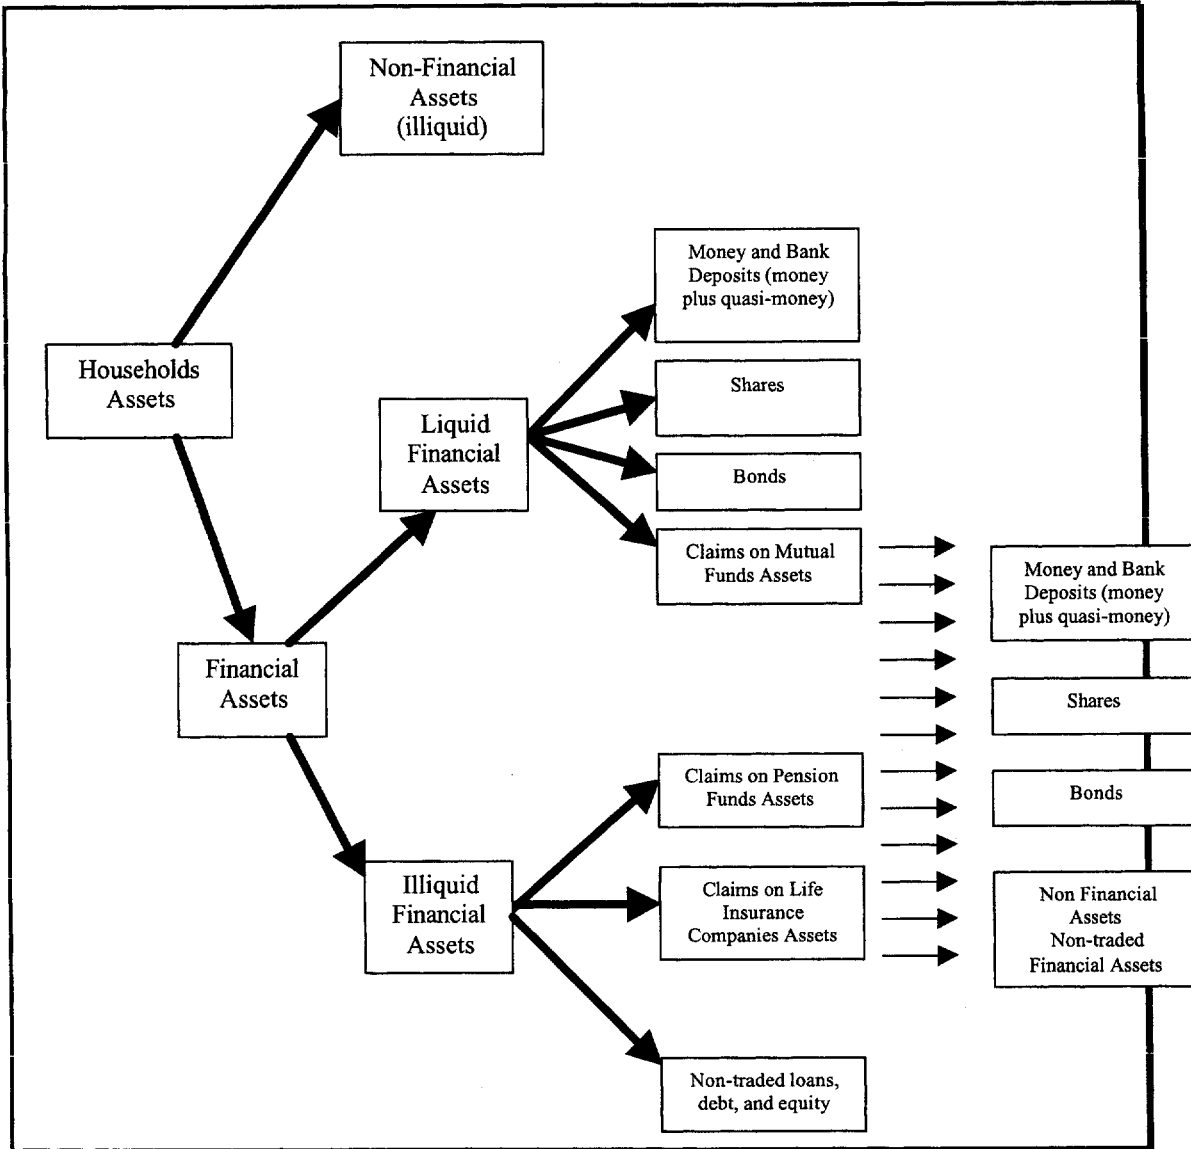 Non-Financial
Assets
(illiquid)
Money and Bank
Deposits (money
plus quasi-money)
Households
Assets
Shares
Liquid
Financial
Assets
Bonds
Claims on Mutual
Funds Assets
Money and Bank
Deposits (money
plus quasi-money)
Financial
Assets
Shares
Claims on Pension
Funds Assets
Bonds
Illiquid
Financial
Assets
Claims on Life
Insurance
Companies Assets
Non Financial
Assets
Non-traded
Financial Assets
Non-traded loans,
debt, and equity